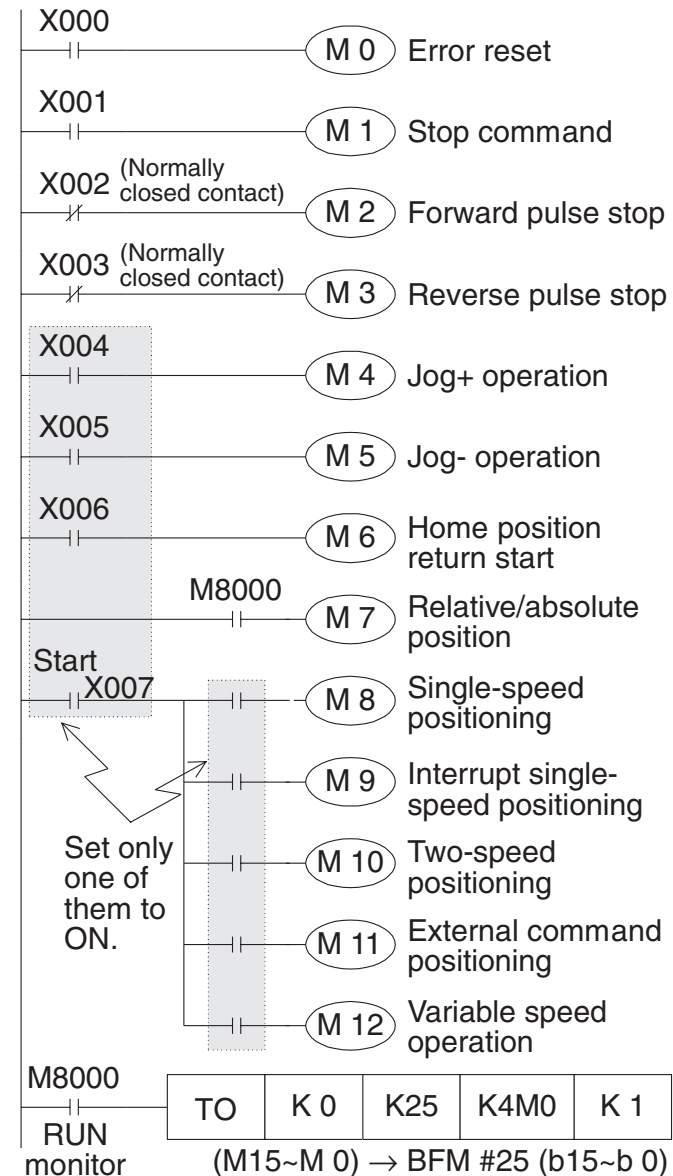 X000
M 0 Error reset
X001
M 1 Stop command
X002 (Normally
closed contact)
M 2 Forward pulse stop
X003 (Normally
closed contact)
M 3 Reverse pulse stop
X004
M 4 Jog+ operation
X005
M 5 Jog- operation
X006
M 6 Home position
return start
M8000
M 7 Relative/absolute
position
Start
X007
M 8 Single-speed
positioning
M 9 Interrupt single-
speed positioning
Set only
one of
them to
ON.
M 10 Two-speed
positioning
M 11 External command
positioning
M 12 Variable speed
operation
M8000
TO K 0 K25 K4M0 K 1
RUN
monitor
(M15~M 0) → BFM #25 (b15~b 0)